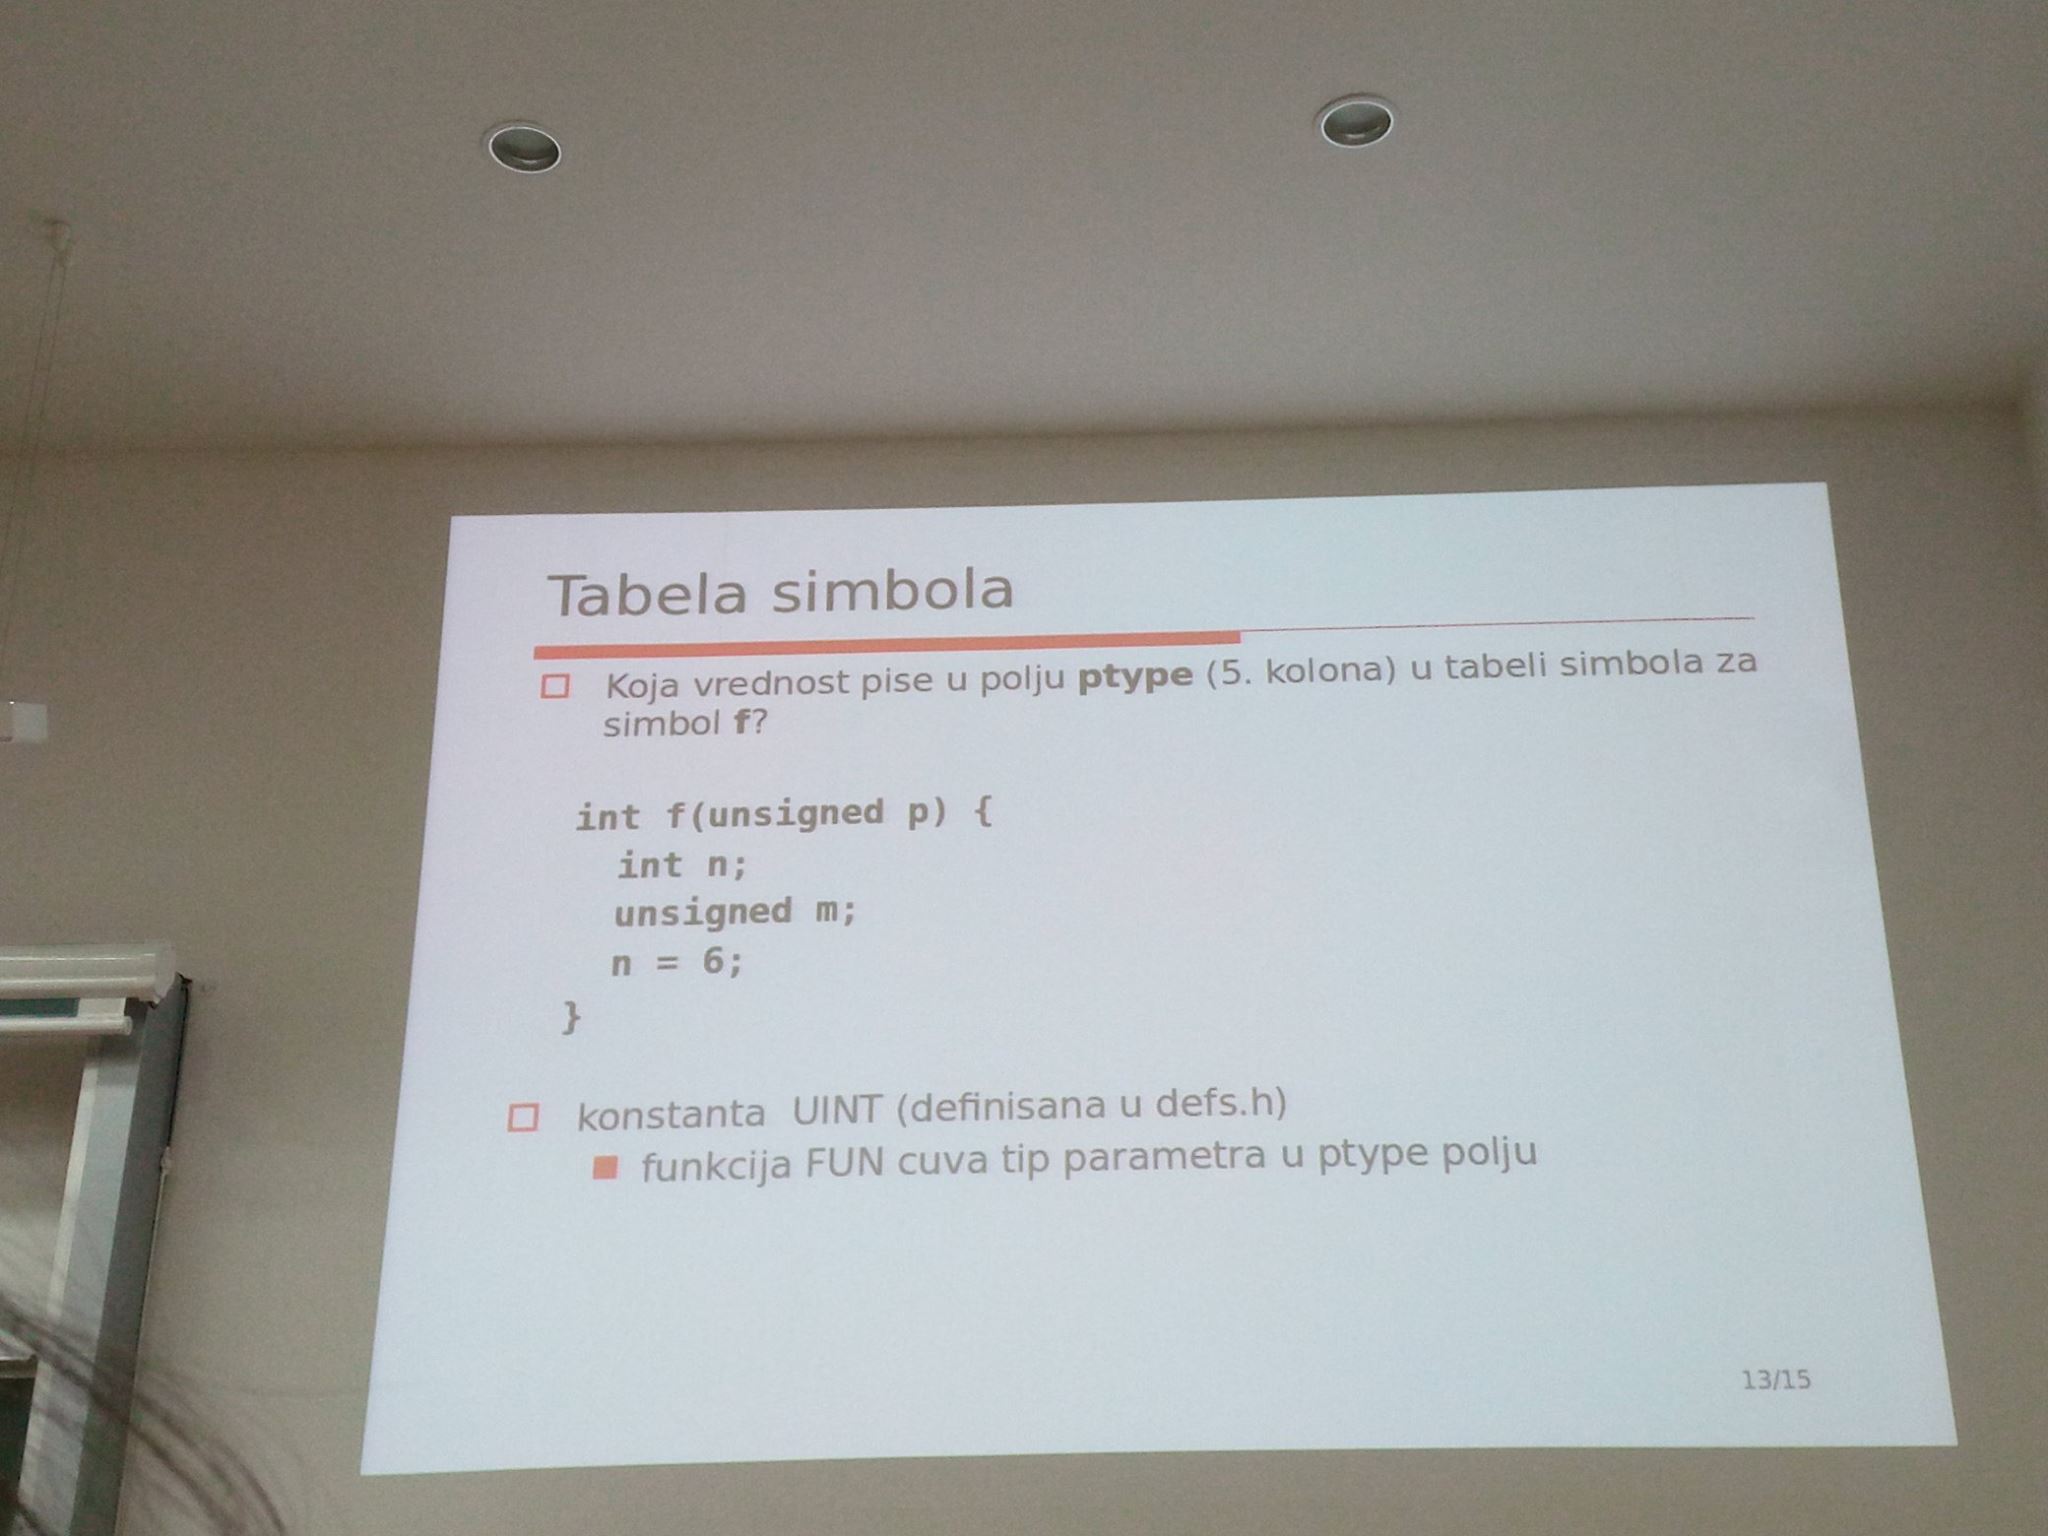 Tabela simbola
Koja vrednost pise u polju ptype (5. kolona) u tabeli simbola za
simbol f?
int f(unsigned p) {
int n;
unsigned m;
n = 6;
}
konstanta UINT (definisana u defs.h)
funkcija FUN cuva tip parametra u ptype polju
13/15